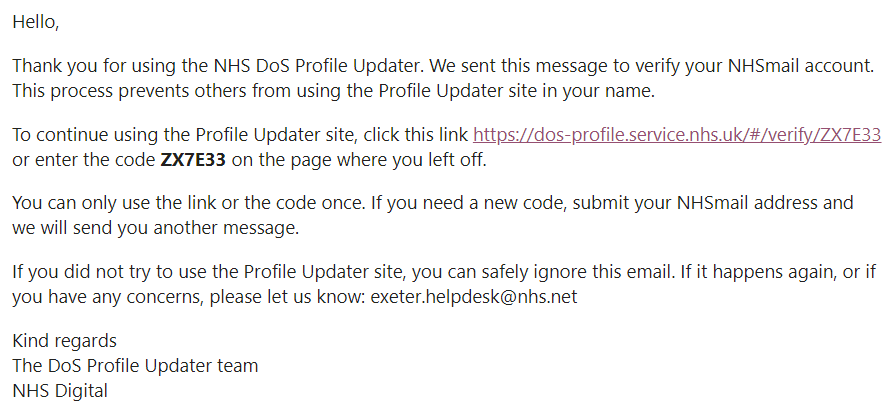 Hello,
Thank you for using the NHS DoS Profile Updater. We sent this message to verify your NHSmail account.
This process prevents others from using the Profile Updater site in your name.
To continue using the Profile Updater site, click this link https://dos-profile.service.nhs.uk/#/verify/ZX7E33
or enter the code ZX7E33 on the page where you left off.
You can only use the link or the code once. If you need a new code, submit your NHSmail address and
we will send you another message.
If you did not try to use the Profile Updater site, you can safely ignore this email. If it happens again, or if
you have any concerns, please let us know: exeter.helpdesk@nhs.net
Kind regards
The DoS Profile Updater team
NHS Digital